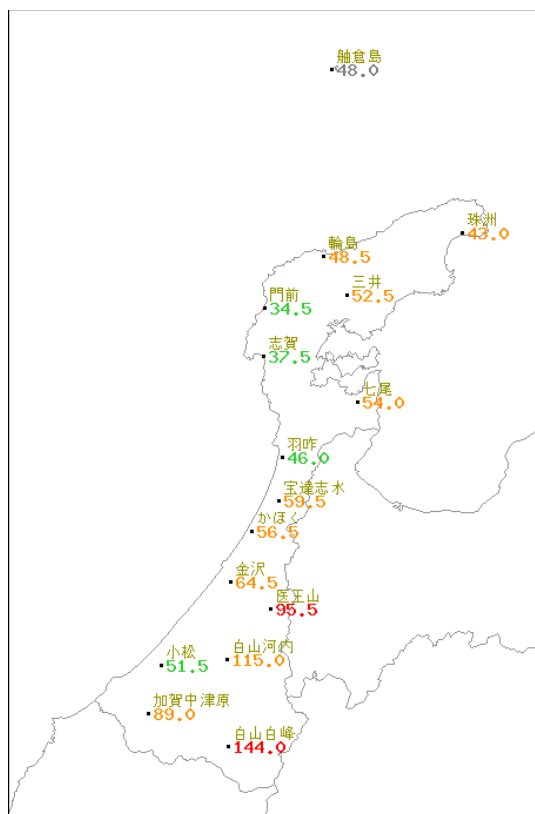 舳倉島
48.0
珠洲
43.0
輪島
48.5
三井
52.5
門前
34.5
志賀
37.5
七尾
54.0
羽咋
46.0
宝達志水
59.5
かほく
56.5
金沢
64.5
医王山
95.5
白山河内
115.0
小松
51.5
加賀中津原
89.0
白山白峰
144.0